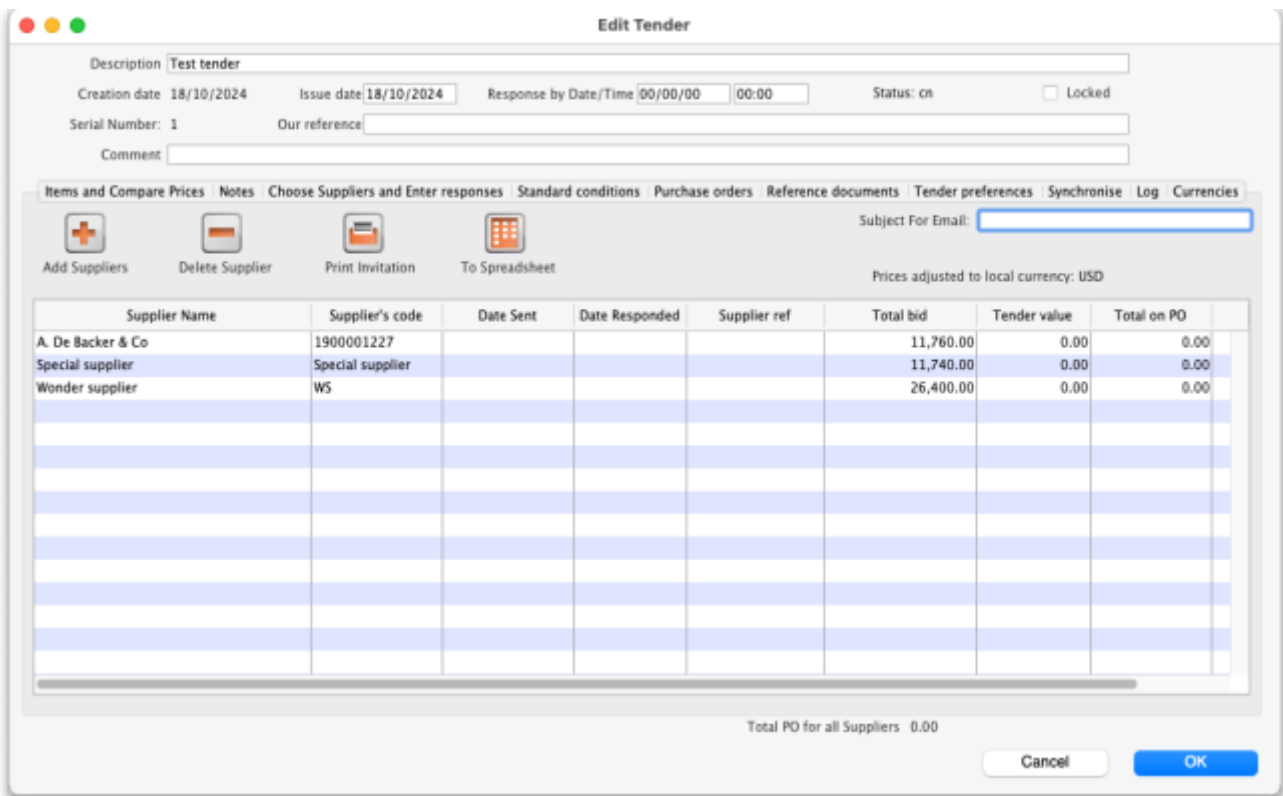 Edit Tender
Description Test tender
Creation date 18/10/2024 Issue date 18/10/2024 Response by Date/Time 00/00/00 00:00 Status: cn Locked
Serial Number: 1 Our reference
Comment
Items and Compare Prices Notes Choose Suppliers and Enter responses Standard conditions Purchase orders Reference documents Tender preferences Synchronise Log Currencies
Subject For Email:
Add Suppliers Delete Supplier Print Invitation To Spreadsheet
Prices adjusted to local currency: USD
Supplier Name Supplier's code Date Sent Date Responded Supplier ref Total bid Tender value Total on PO
A. De Backer & Co 1900001227 11,760.00 0.00 0.00
Special supplier Special supplier 11,740.00 0.00 0.00
Wonder supplier WS 26,400.00 0.00 0.00
Total PO for all Suppliers 0.00
Cancel OK